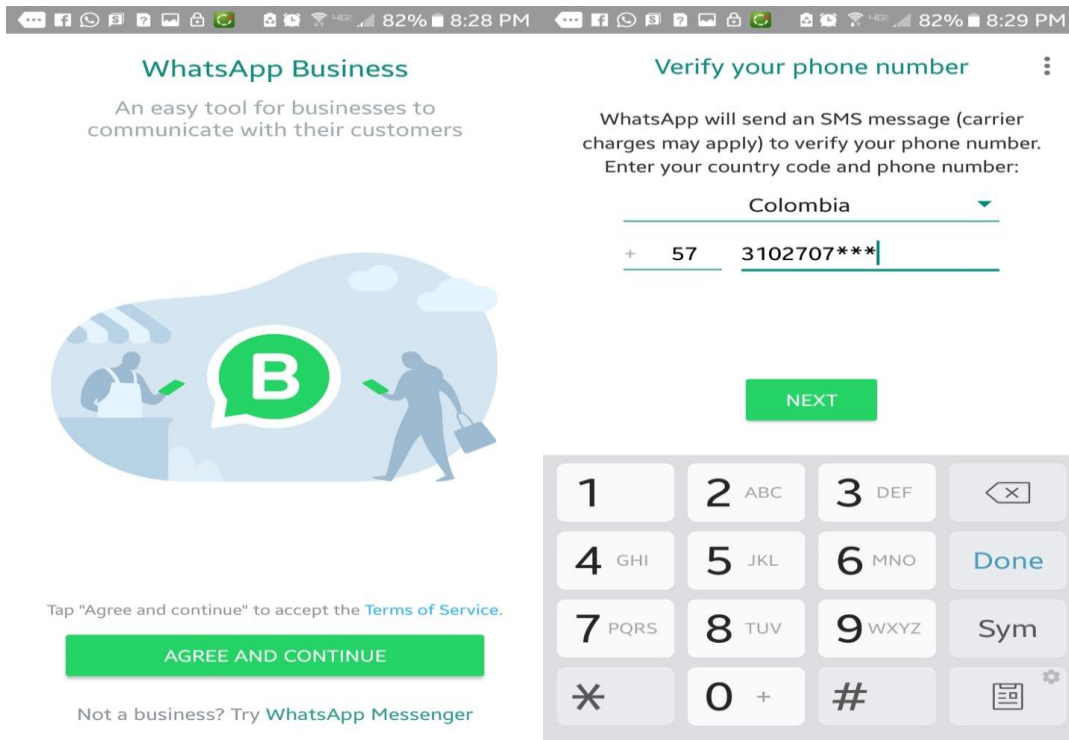 82% 8:28 PM
WhatsApp Business
An easy tool for businesses to
communicate with their customers
B
Tap "Agree and continue" to accept the Terms of Service.
AGREE AND CONTINUE
Not a business? Try WhatsApp Messenger
4G 82% 8:29 PM
Verify your phone number
WhatsApp will send an SMS message (carrier
charges may apply) to verify your phone number.
Enter your country code and phone number:
Colombia
+ 57 3102707***
NEXT
1 2 ABC 3 DEF
4 GHI 5 JKL 6 MNO Done
7 PQRS 8 TUV 9 WXYZ Sym
* 0 + #